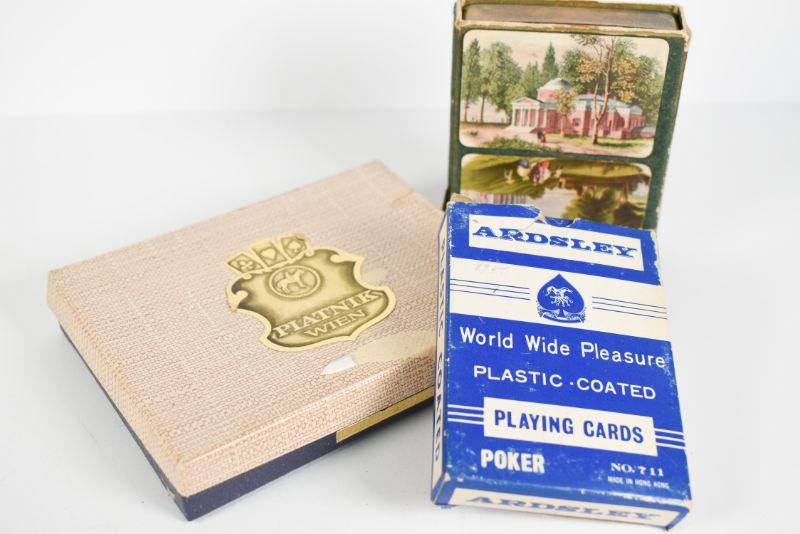 PIATNIK
WIEN
ARDSLEY
World Wide Pleasure
PLASTIC·COATED
PLAYING CARDS
POKER
NO. 711
MADE IN HONG KONG
ARDSLEY